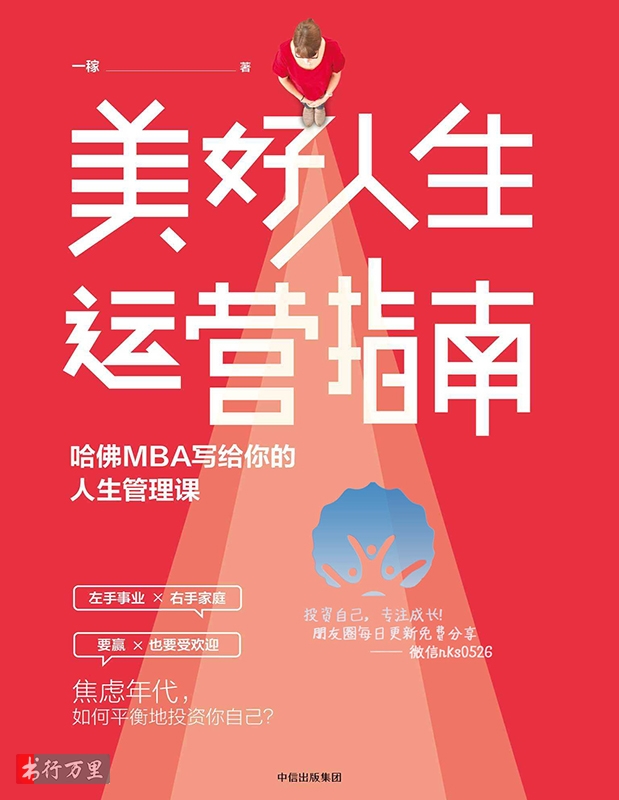 一稼 著
美好人生
运营指南
哈佛MBA写给你的
人生管理课
左手事业 × 右手家庭
要赢 × 也要受欢迎
焦虑年代，
如何平衡地投资你自己？
投资自己，专注成长!
朋友圈每日更新免费分享
—— 微信nks0526
书行万里
中信出版集团